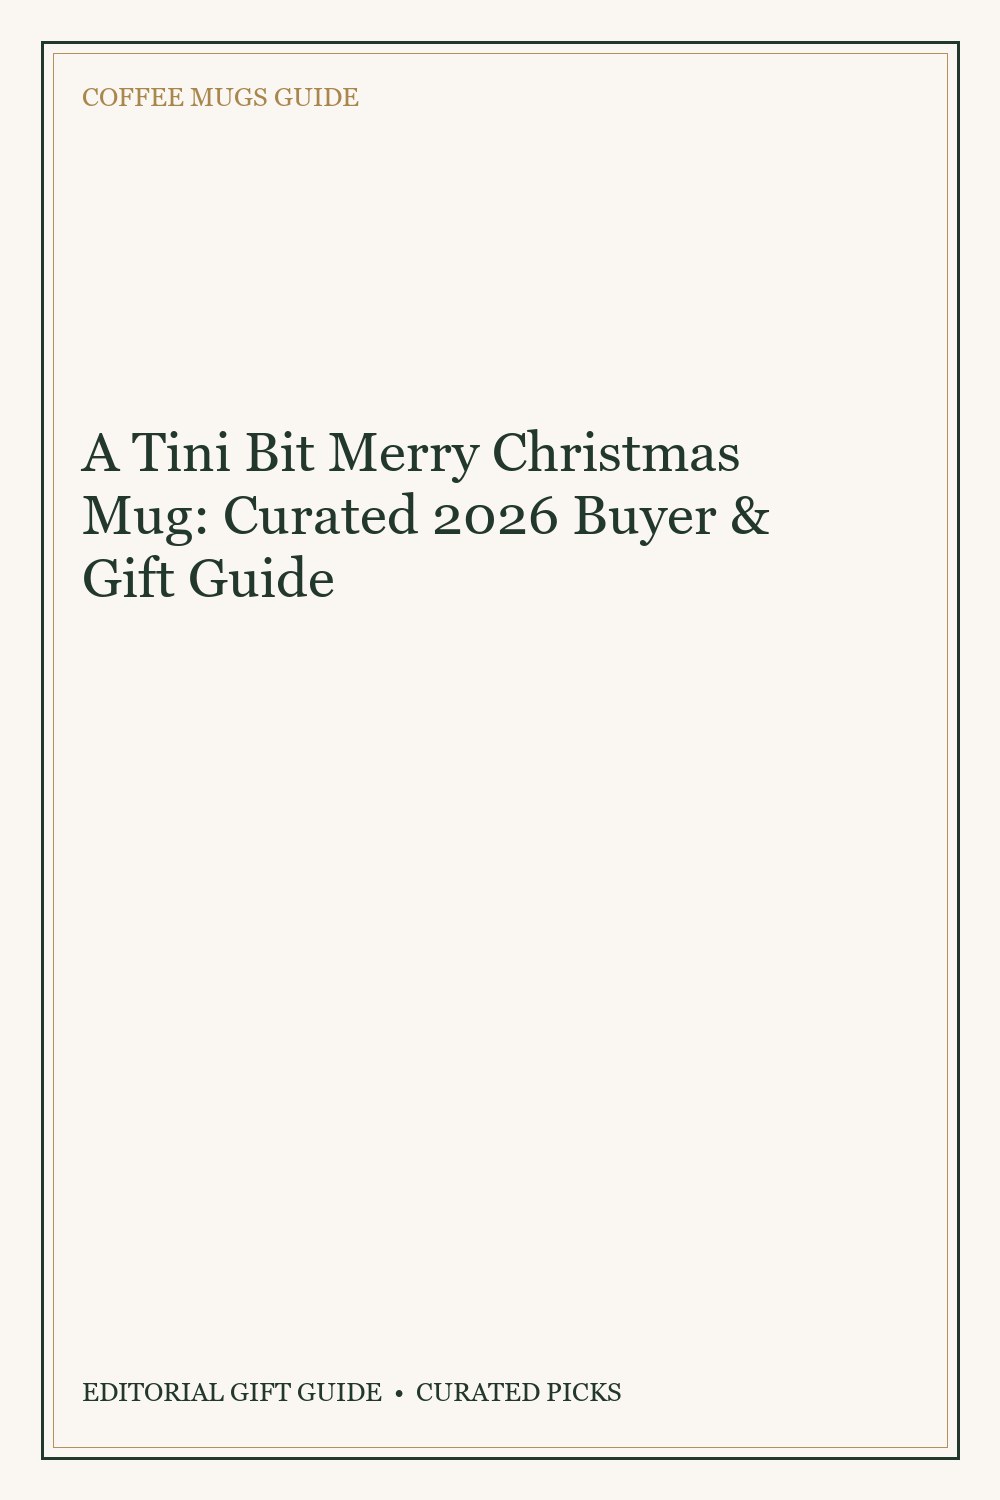 COFFEE MUGS GUIDE
A Tini Bit Merry Christmas
Mug: Curated 2026 Buyer &
Gift Guide
EDITORIAL GIFT GUIDE • CURATED PICKS